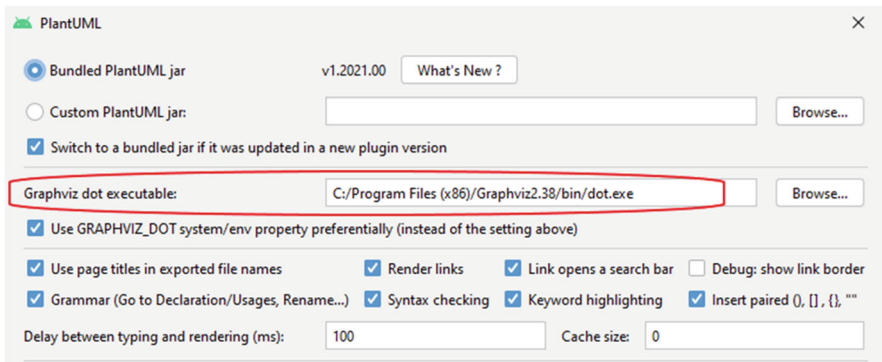 PlantUML
Bundled PlantUML jar v1.2021.00 What's New ?
Custom PlantUML jar: Browse...
Switch to a bundled jar if it was updated in a new plugin version
Graphviz dot executable: C:/Program Files (x86)/Graphviz2.38/bin/dot.exe Browse...
Use GRAPHVIZ_DOT system/env property preferentially (instead of the setting above)
Use page titles in exported file names Render links Link opens a search bar Debug: show link border
Grammar (Go to Declaration/Usages, Rename...) Syntax checking Keyword highlighting Insert paired (), [] , {}, ""
Delay between typing and rendering (ms): 100 Cache size: 0